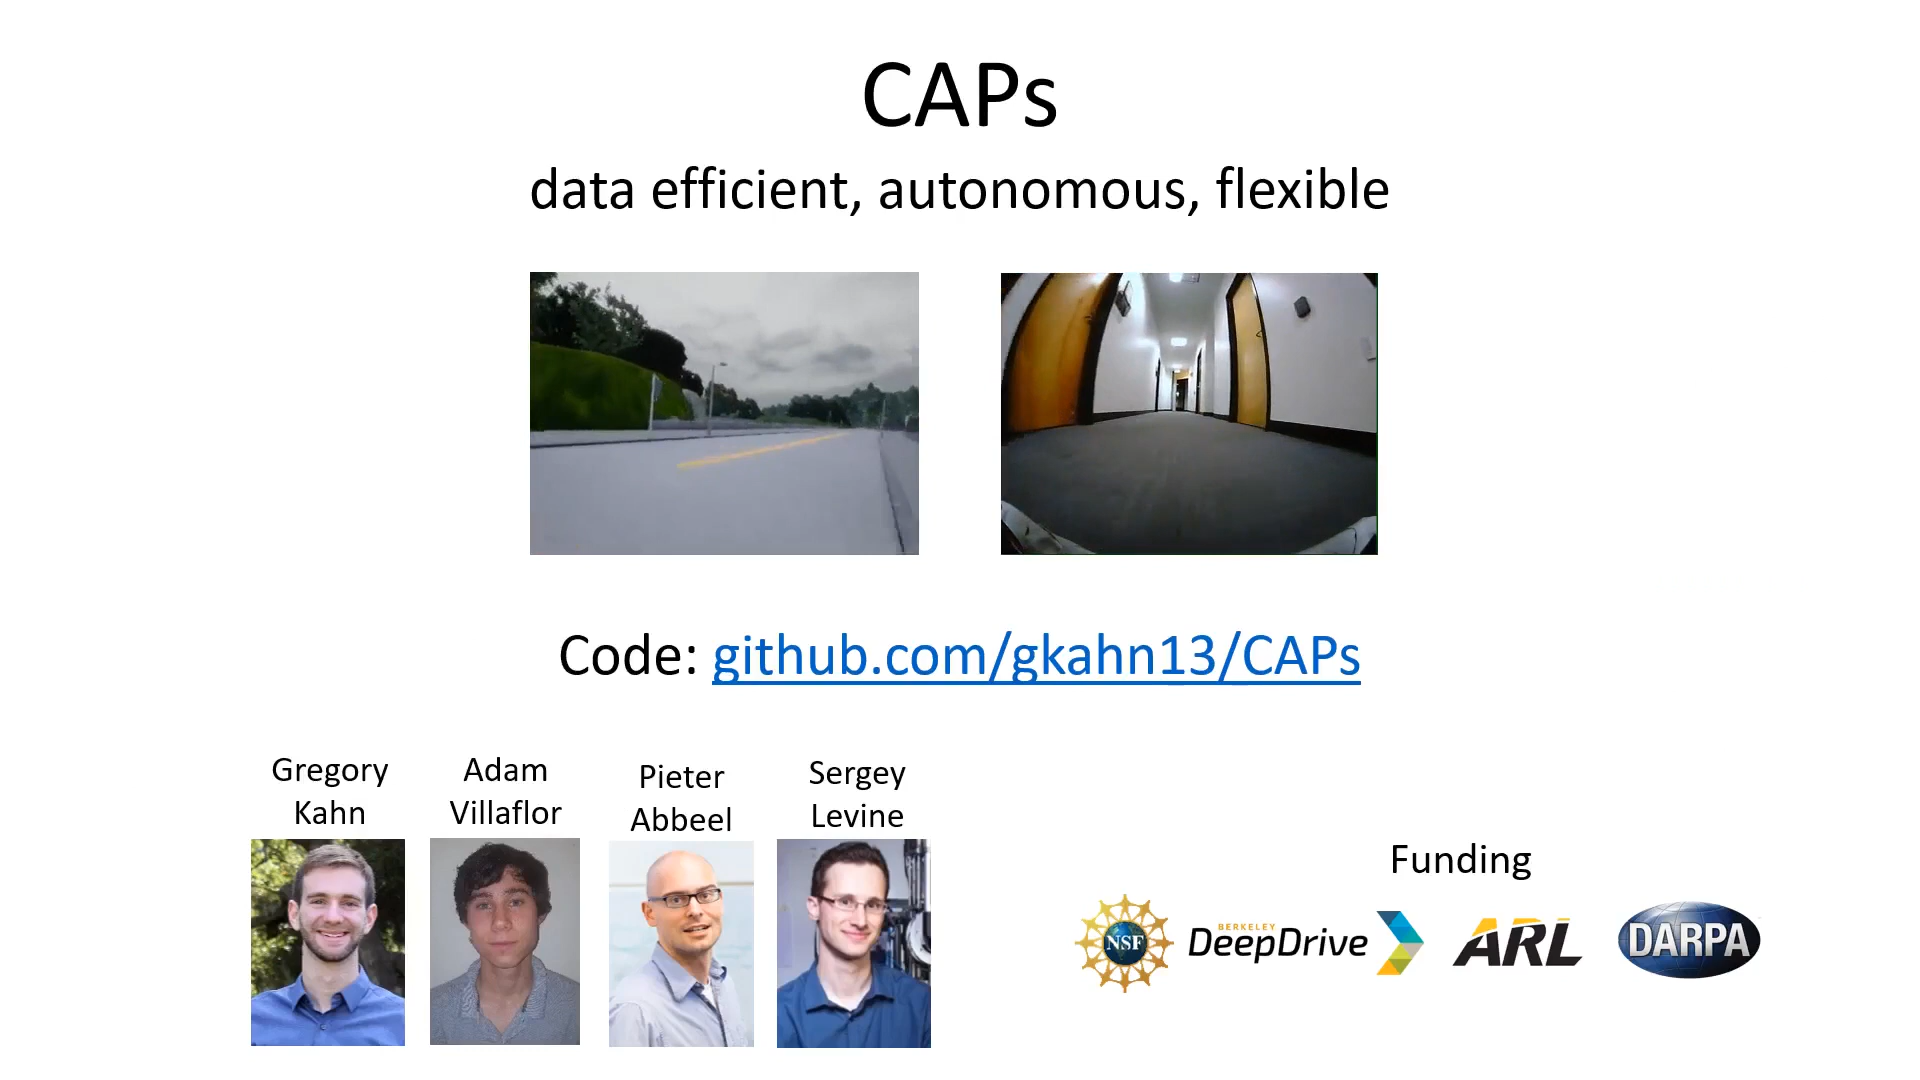 CAPs
data efficient, autonomous, flexible
Code: github.com/gkahn13/CAPs
Gregory
Kahn
Adam
Villaflor
Pieter
Abbeel
Sergey
Levine
Funding
NSF
BERKELEY
DeepDrive
ARL
DARPA